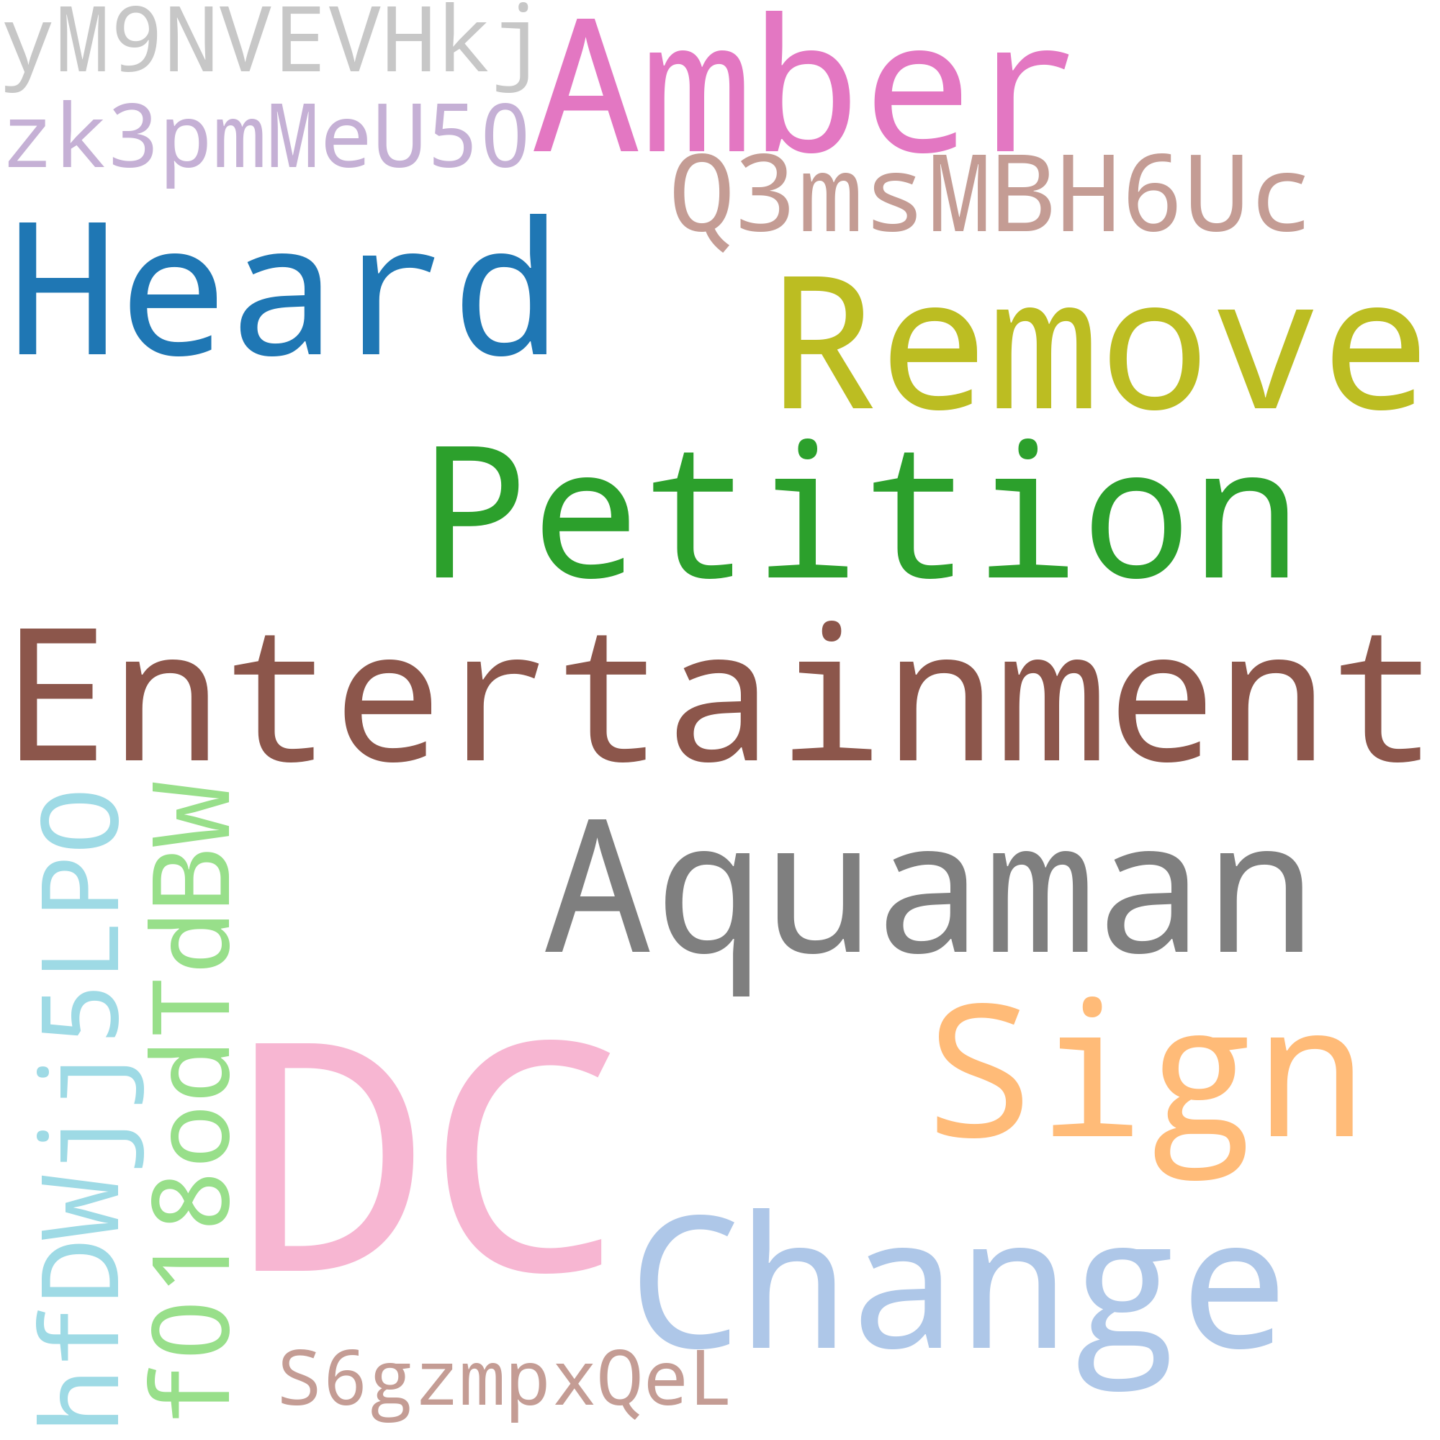 yM9NVEVHkj
Amber
zk3pmMeU50
Q3msMBH6Uc
Heard
Remove
Petition
Entertainment
hfDWjj5LPO
f018odTdBW
Aquaman
Sign
DC
Change
S6gzmpxQeL